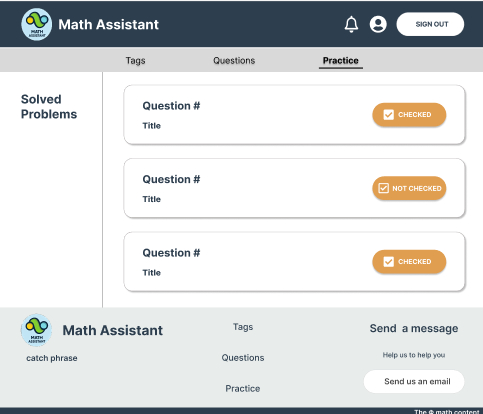 MATH
ASSISTANT
Math Assistant
SIGN OUT
Tags
Questions
Practice
Solved
Problems
Question #
Title
CHECKED
Question #
Title
NOT CHECKED
Question #
Title
CHECKED
MATH
ASSISTANT
Math Assistant
catch phrase
Tags
Questions
Practice
Send a message
Help us to help you
Send us an email
The © math content